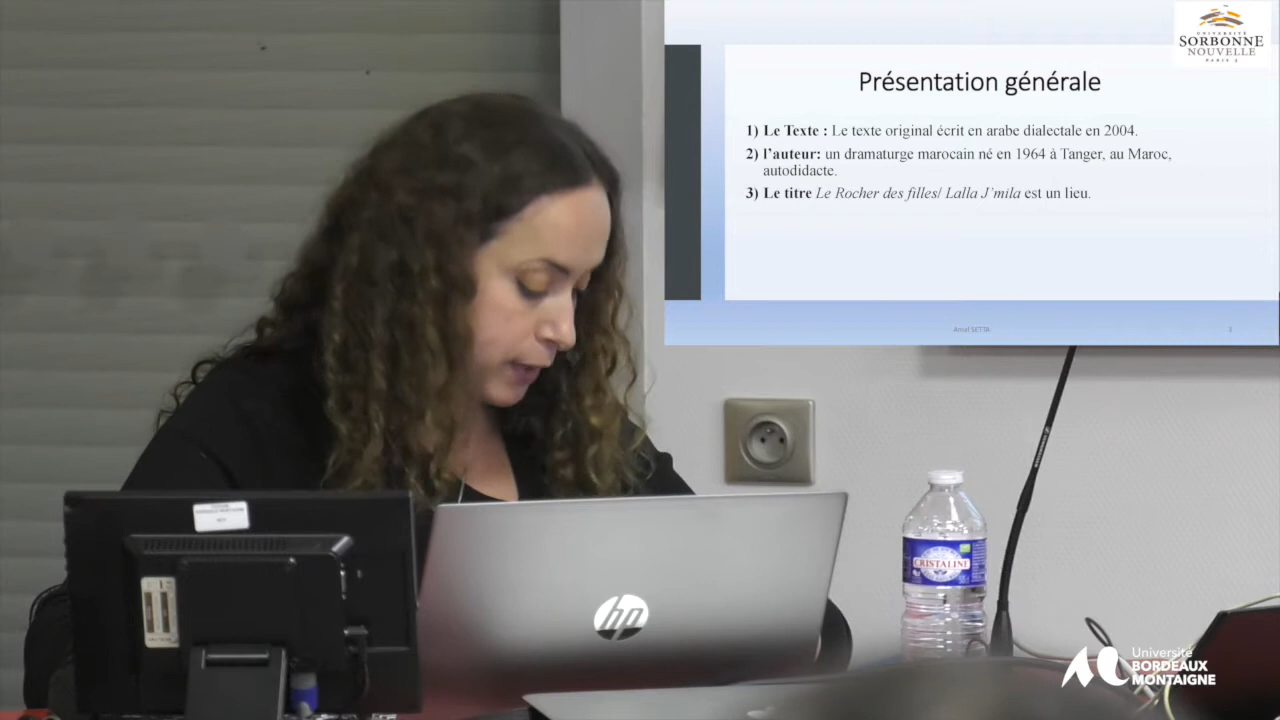 UNIVERSITÉ
SORBONNE
NOUVELLE
PARIS 3
Présentation générale
1) Le Texte : Le texte original écrit en arabe dialectale en 2004.
2) l’auteur: un dramaturge marocain né en 1964 à Tanger, au Maroc,
autodidacte.
3) Le titre Le Rocher des filles/ Lalla J’mila est un lieu.
Amal SETTA
hp
CRISTALINE
Université
BORDEAUX
MONTAIGNE